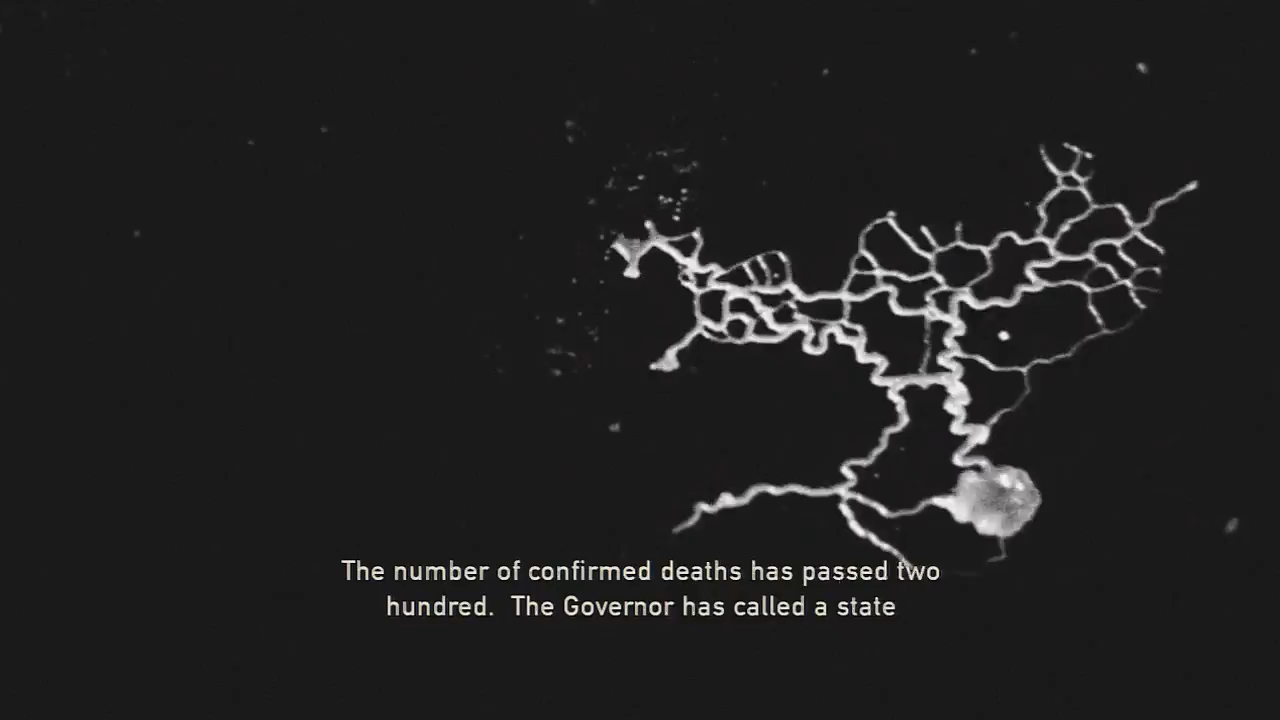 The number of confirmed deaths has passed two
hundred.  The Governor has called a state